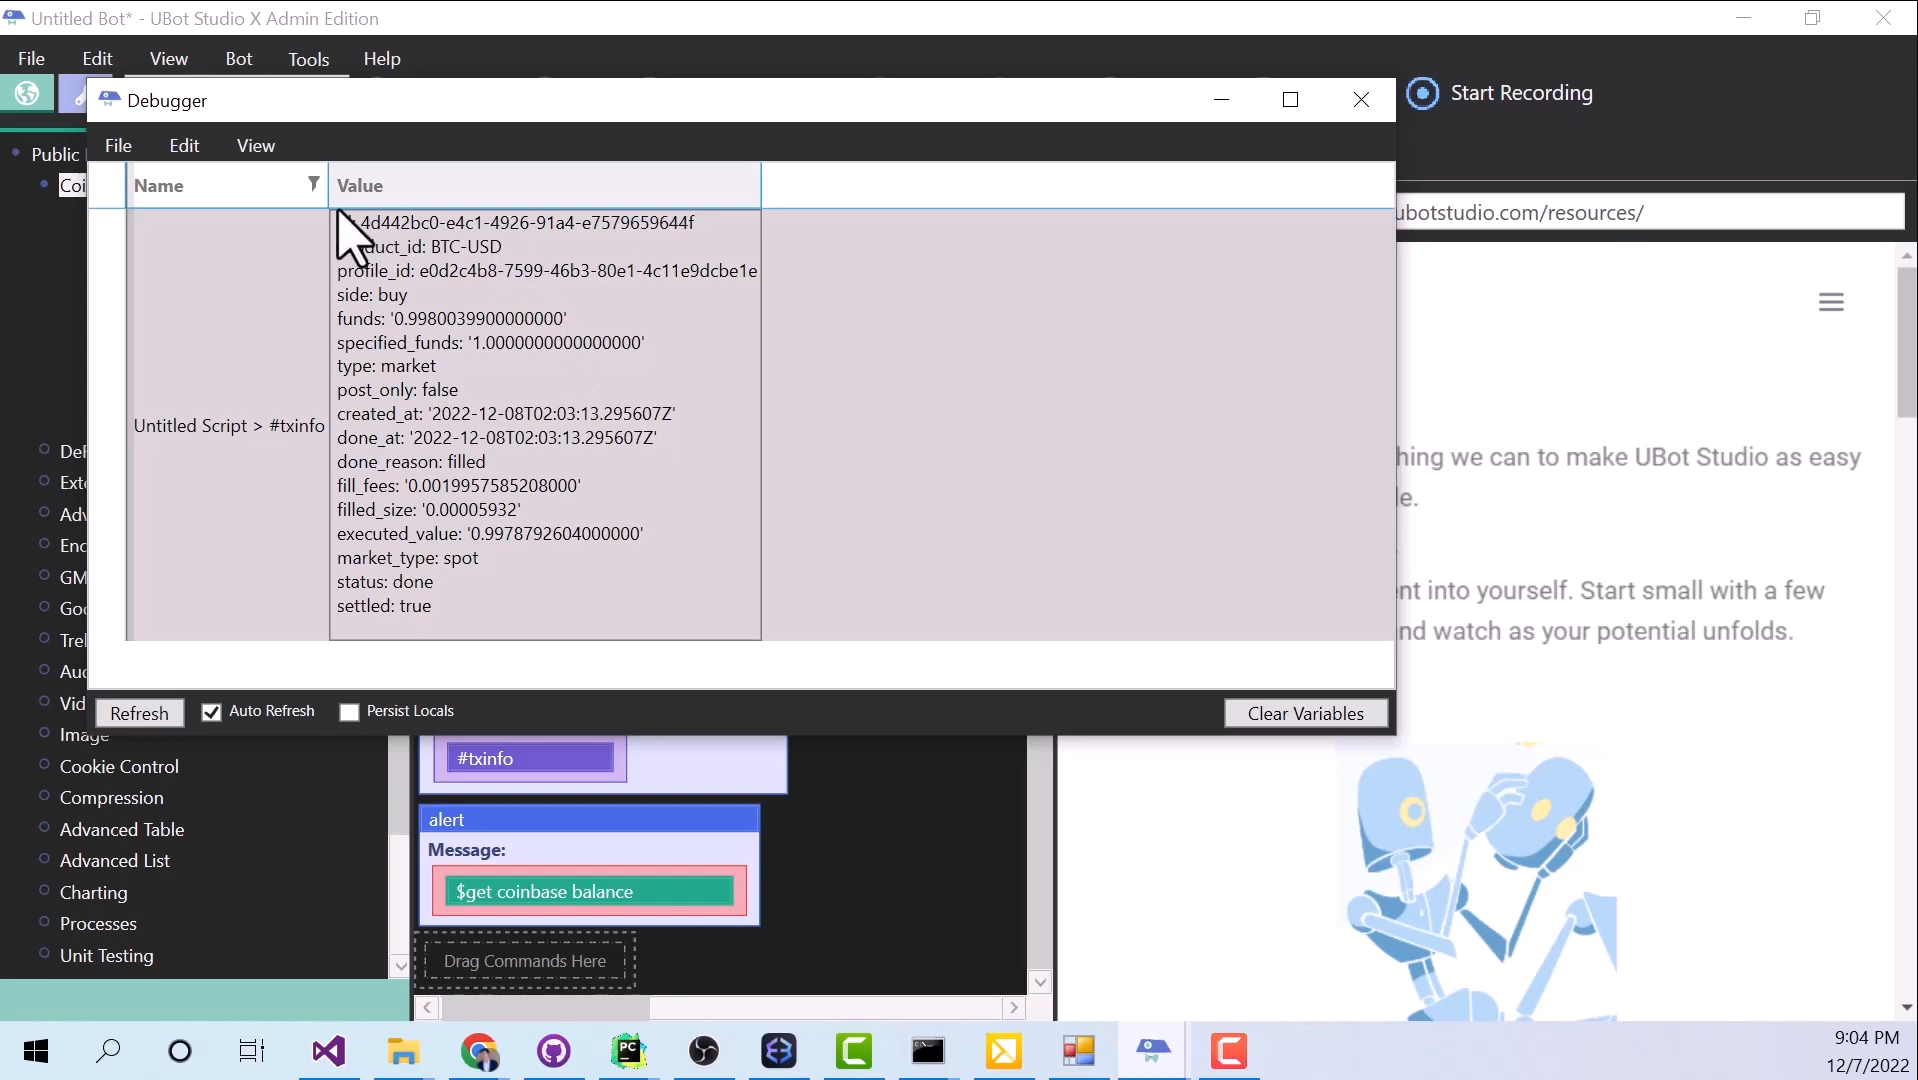 Untitled Bot* - UBot Studio X Admin Edition
File Edit View Bot Tools Help
Debugger
Start Recording
File Edit View
Public
Name Value
4d442bc0-e4c1-4926-91a4-e7579659644f
BTC-USD
profile_id: e0d2c4b8-7599-46b3-80e1-4c11e9dcbe1e
side: buy
funds: '0.9980039900000000'
specified_funds: '1.0000000000000000'
type: market
post_only: false
created_at: '2022-12-08T02:03:13.295607Z'
done_at: '2022-12-08T02:03:13.295607Z'
done_reason: filled
fill_fees: '0.0019957585208000'
filled_size: '0.00005932'
executed_value: '0.9978792604000000'
market_type: spot
status: done
settled: true
Untitled Script > #txinfo
ubotstudio.com/resources/
hing we can to make UBot Studio as easy
le.
nt into yourself. Start small with a few
nd watch as your potential unfolds.
Refresh Auto Refresh Persist Locals Clear Variables
Image
Cookie Control
Compression
Advanced Table
Advanced List
Charting
Processes
Unit Testing
#txinfo
alert
Message:
$get coinbase balance
Drag Commands Here
PC
9:04 PM
12/7/2022